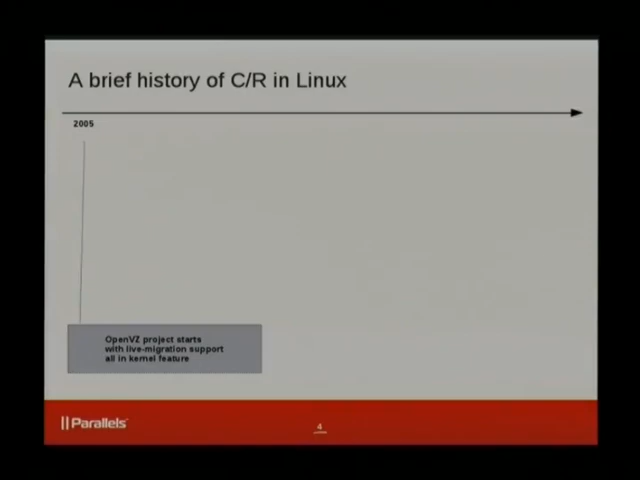 A brief history of C/R in Linux
2005
OpenVZ project starts
with live-migration support
all in kernel feature
Parallels
4